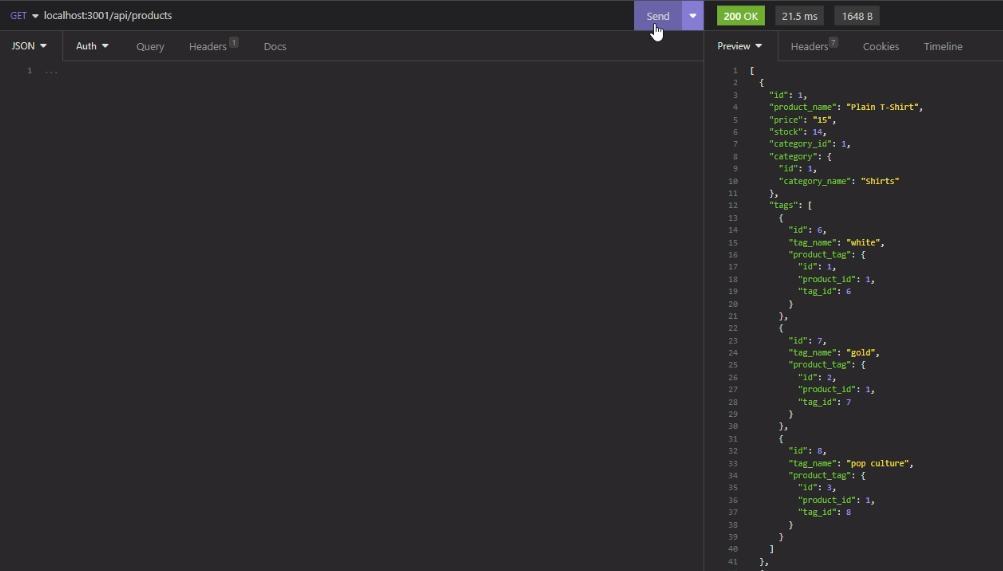 GET localhost:3001/api/products Send 200 OK 21.5 ms 1648 B
JSON Auth Query Headers 1 Docs Preview Headers 7 Cookies Timeline
1 ...
1 [
2 {
3 "id": 1,
4 "product_name": "Plain T-Shirt",
5 "price": "15",
6 "stock": 14,
7 "category_id": 1,
8 "category": {
9 "id": 1,
10 "category_name": "Shirts"
11 },
12 "tags": [
13 {
14 "id": 6,
15 "tag_name": "white",
16 "product_tag": {
17 "id": 1,
18 "product_id": 1,
19 "tag_id": 6
20 }
21 },
22 {
23 "id": 7,
24 "tag_name": "gold",
25 "product_tag": {
26 "id": 2,
27 "product_id": 1,
28 "tag_id": 7
29 }
30 },
31 {
32 "id": 8,
33 "tag_name": "pop culture",
34 "product_tag": {
35 "id": 3,
36 "product_id": 1,
37 "tag_id": 8
38 }
39 }
40 ]
41 },